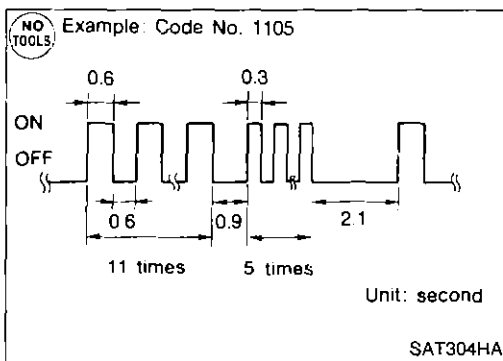 NO TOOLS
Example: Code No. 1105
0.6
0.3
ON
OFF
0.6
0.9
2.1
11 times
5 times
Unit: second
SAT304HA